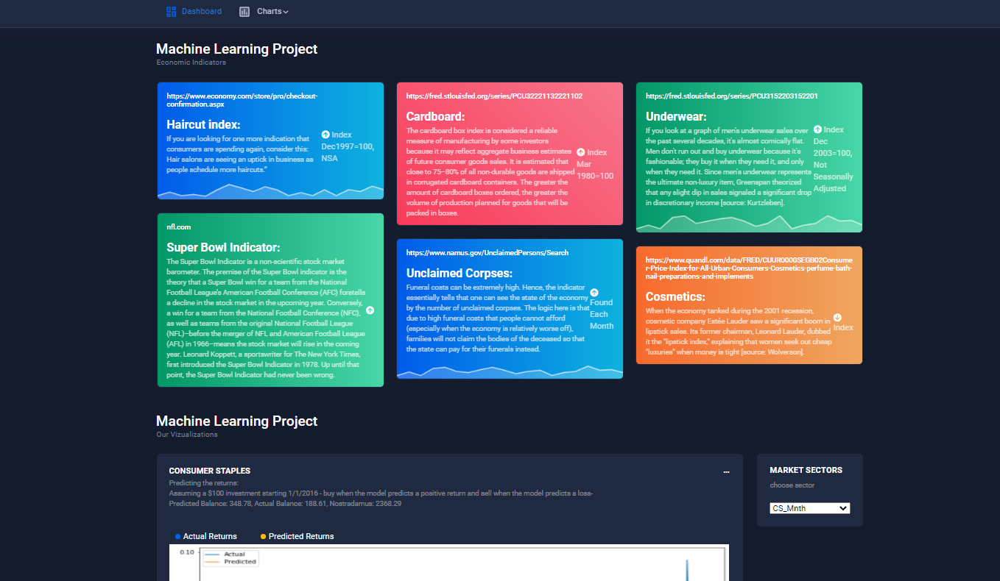 Dashboard
Charts
Machine Learning Project
Economic Indicators
https://www.economy.com/store/pro/checkout-
confirmation.aspx
Haircut index:
If you are looking for one more indication that
consumers are spending again, consider this:
Hair salons are seeing an uptick in business as
people schedule more haircuts.”
Index
Dec1997=100,
NSA
https://fred.stlouisfed.org/series/PCU32221132221102
Cardboard:
The cardboard box index is considered a reliable
measure of manufacturing by some investors
because it may reflect aggregate business estimates
of future consumer goods sales. It is estimated that
close to 75–80% of all non-durable goods are shipped
in corrugated cardboard containers. The greater the
amount of cardboard boxes ordered, the greater the
volume of production planned for goods that will be
packed in boxes.
Index
Mar
1980=100
https://fred.stlouisfed.org/series/PCU3152203152201
Underwear:
If you look at a graph of men's underwear sales over
the past several decades, it's almost comically flat.
Men don't run out and buy underwear because it's
fashionable; they buy it when they need it, and only
when they need it. Since men's underwear represents
the ultimate non-luxury item, Greenspan theorized
that any slight dip in sales signaled a significant drop
in discretionary income [source: Kurtzleben].
Index
Dec
2003=100,
Not
Seasonally
Adjusted
nfl.com
Super Bowl Indicator:
The Super Bowl Indicator is a non-scientific stock market
barometer. The premise of the Super Bowl indicator is the
theory that a Super Bowl win for a team from the National
Football League's American Football Conference (AFC) foretells
a decline in the stock market in the upcoming year. Conversely,
a win for a team from the National Football Conference (NFC),
as well as teams from the original National Football League
(NFL)—before the merger of NFL and American Football League
(AFL) in 1966—means the stock market will rise in the coming
year. Leonard Koppett, a sportswriter for The New York Times,
first introduced the Super Bowl Indicator in 1978. Up until that
point, the Super Bowl Indicator had never been wrong.
https://www.namus.gov/UnclaimedPersons/Search
Unclaimed Corpses:
Funeral costs can be extremely high. Hence, the indicator
essentially tells that one can see the state of the economy
by the number of unclaimed corpses. The logic here is that
due to high funeral costs that people cannot afford
(especially when the economy is relatively worse off),
families will not claim the bodies of the deceased so that
the state can pay for their funerals instead.
Found
Each
Month
https://www.quandl.com/data/FRED/CUUR0000SEGB02Consume
r-Price-Index-for-All-Urban-Consumers-Cosmetics-perfume-bath-
nail-preparations-and-implements
Cosmetics:
When the economy tanked during the 2001 recession,
cosmetic company Estée Lauder saw a significant boom in
lipstick sales. Its former chairman, Leonard Lauder, dubbed
it the "lipstick index," explaining that women seek out cheap
"luxuries" when money is tight [source: Wolverson].
Index
Machine Learning Project
Our Vizualizations
CONSUMER STAPLES
...
Predicting the returns:
Assuming a $100 investment starting 1/1/2016 - buy when the model predicts a positive return and sell when the model predicts a loss-
Predicted Balance: 348.78, Actual Balance: 188.61, Nostradamus: 2368.29
Actual Returns
Predicted Returns
0.10
Actual
Predicted
MARKET SECTORS
choose sector
CS_Mnth